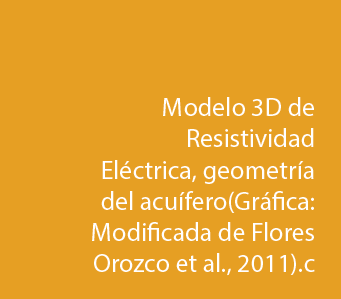 Modelo 3D de
Resistividad
Eléctrica, geometría
del acuífero(Gráfica:
Modificada de Flores
Orozco et al., 2011).c